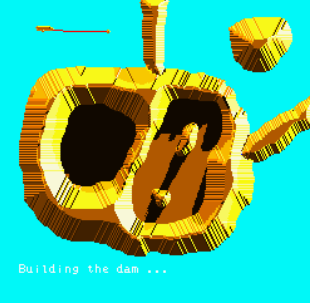 Building the dam ...